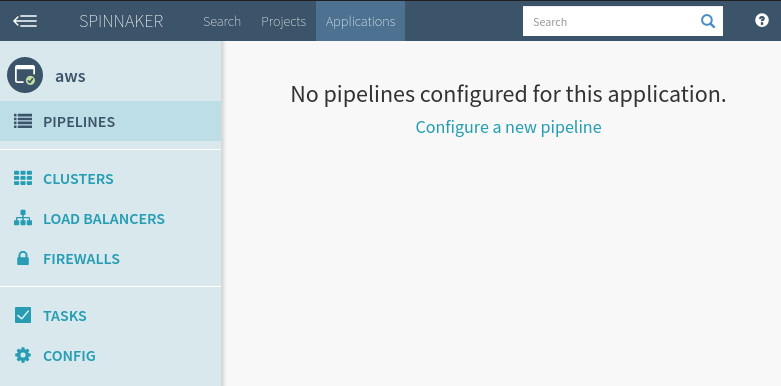 SPINNAKER Search Projects Applications Search
aws
PIPELINES
CLUSTERS
LOAD BALANCERS
FIREWALLS
TASKS
CONFIG
No pipelines configured for this application.
Configure a new pipeline